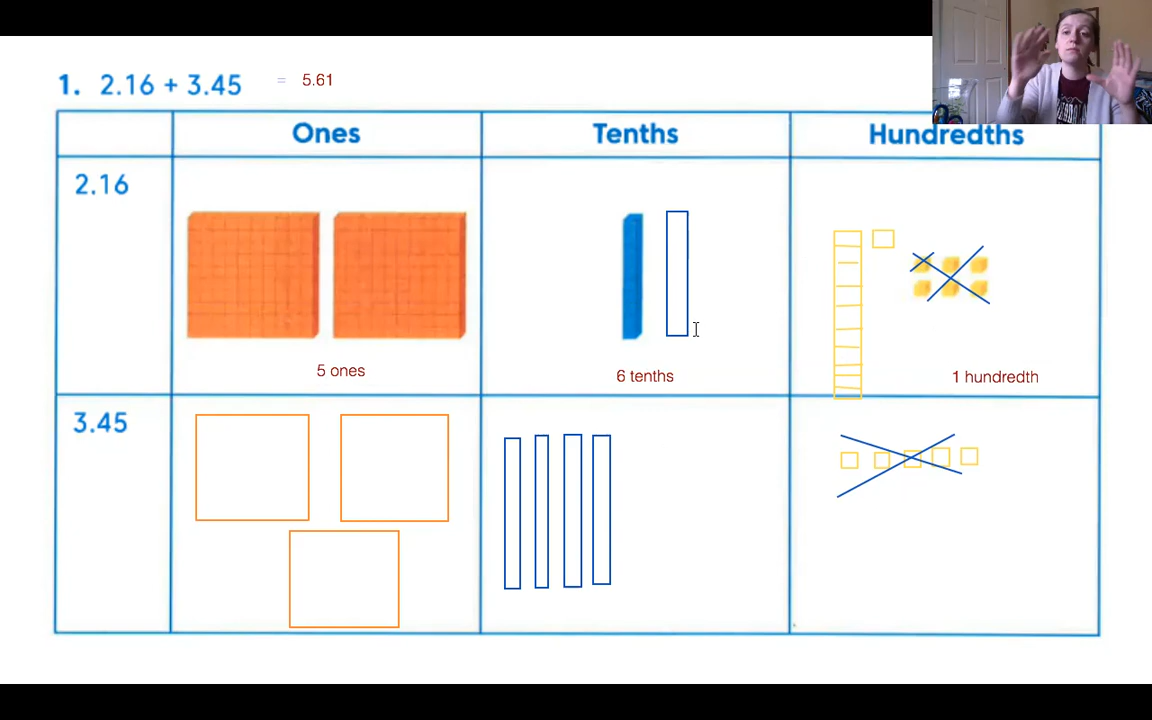 1. 2.16 + 3.45 = 5.61
Ones Tenths Hundredths
2.16
5 ones 6 tenths 1 hundredth
3.45